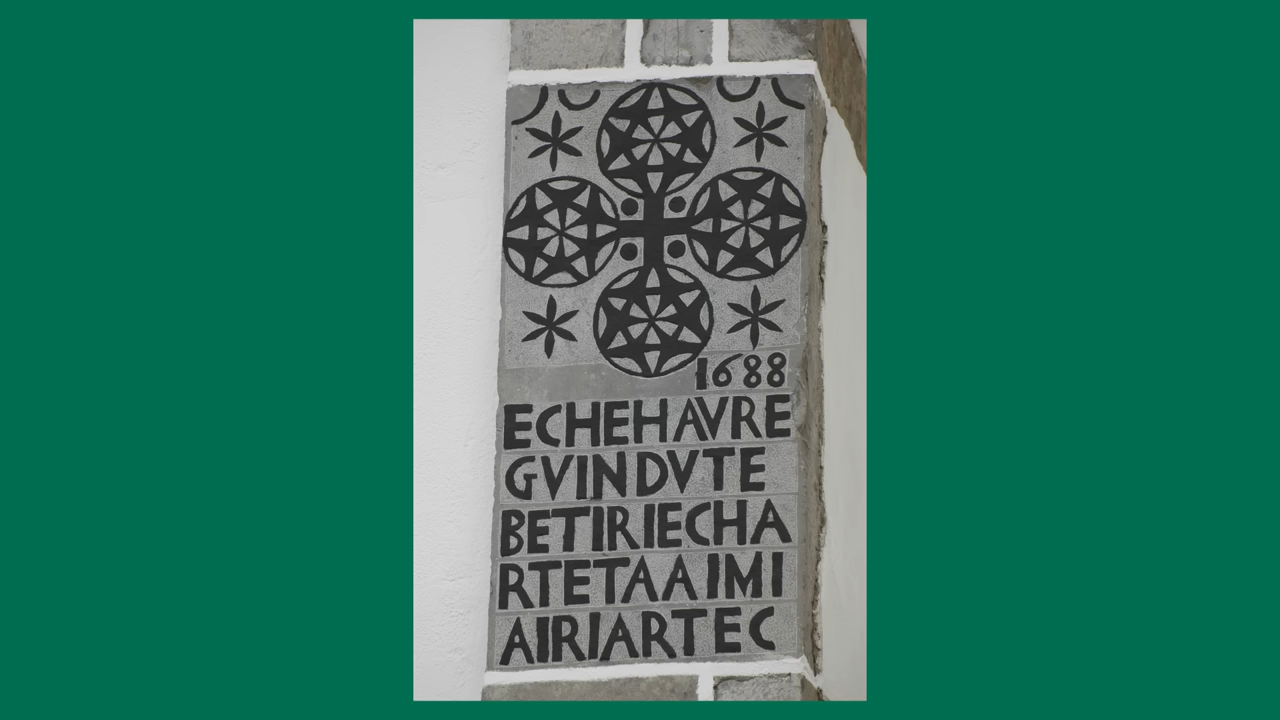 1688
ECHEHAVRE
GVINDVTE
BETIRIECHA
RTETAAIMI
AIRIARTEC